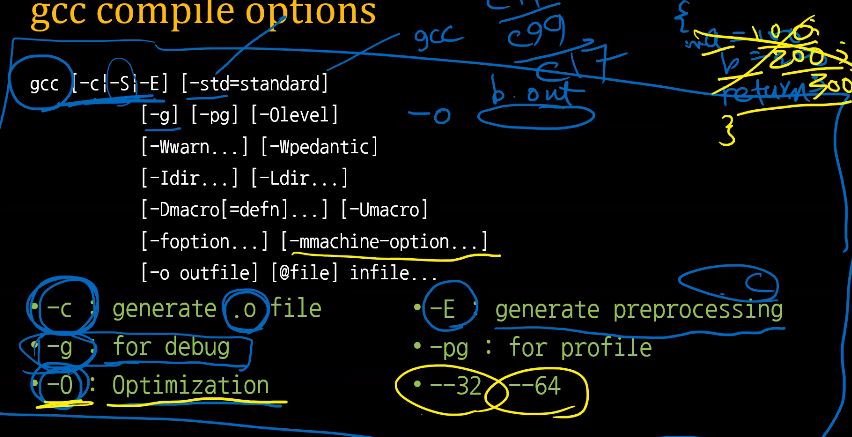 gcc compile options
gcc
c99
c17
b.out
-o
100
200
return 300
}
gcc [-c|-S|-E] [-std=standard]
[-g] [-pg] [-Olevel]
[-Wwarn...] [-Wpedantic]
[-Idir...] [-Ldir...]
[-Dmacro[=defn]...] [-Umacro]
[-foption...] [-mmachine-option...]
[-o outfile] [@file] infile...
• -c : generate .o file
• -g : for debug
• -O : Optimization
c
• -E : generate preprocessing
• -pg : for profile
• --32 --64